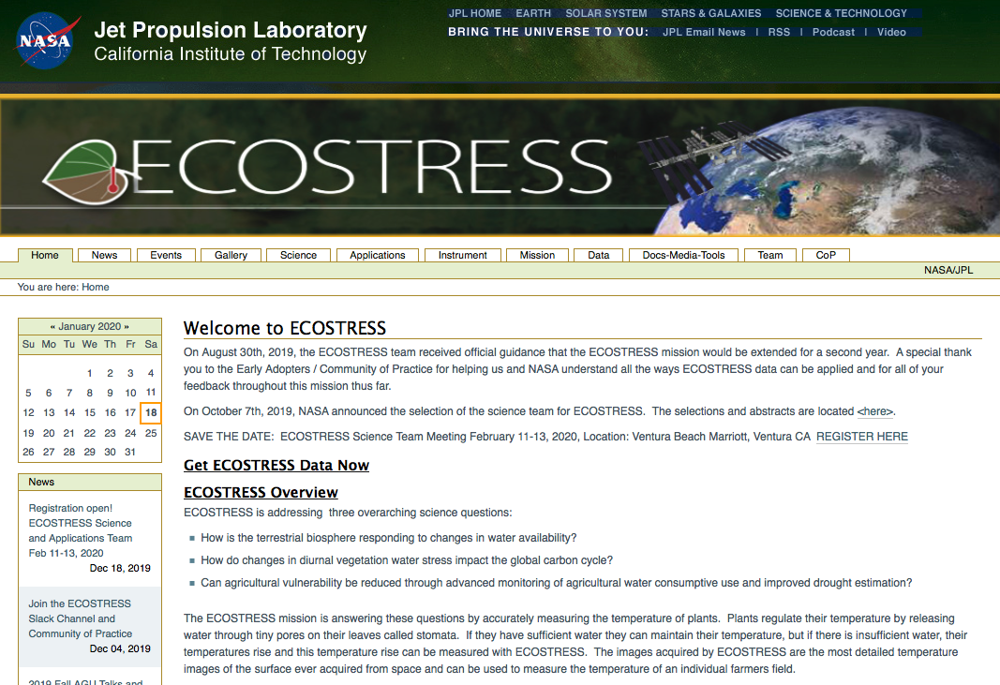 NASA
Jet Propulsion Laboratory
California Institute of Technology
JPL HOME EARTH SOLAR SYSTEM STARS & GALAXIES SCIENCE & TECHNOLOGY
BRING THE UNIVERSE TO YOU: JPL Email News | RSS | Podcast | Video
ECOSTRESS
Home News Events Gallery Science Applications Instrument Mission Data Docs-Media-Tools Team CoP
NASA/JPL
You are here: Home
« January 2020 »
Su Mo Tu We Th Fr Sa
1 2 3 4
5 6 7 8 9 10 11
12 13 14 15 16 17 18
19 20 21 22 23 24 25
26 27 28 29 30 31
News
Registration open!
ECOSTRESS Science
and Applications Team
Feb 11-13, 2020
Dec 18, 2019
Join the ECOSTRESS
Slack Channel and
Community of Practice
Dec 04, 2019
2019 Fall AGU Talks and
Welcome to ECOSTRESS
On August 30th, 2019, the ECOSTRESS team received official guidance that the ECOSTRESS mission would be extended for a second year.  A special thank
you to the Early Adopters / Community of Practice for helping us and NASA understand all the ways ECOSTRESS data can be applied and for all of your
feedback throughout this mission thus far.
On October 7th, 2019, NASA announced the selection of the science team for ECOSTRESS.  The selections and abstracts are located <here>.
SAVE THE DATE:  ECOSTRESS Science Team Meeting February 11-13, 2020, Location: Ventura Beach Marriott, Ventura CA  REGISTER HERE
Get ECOSTRESS Data Now
ECOSTRESS Overview
ECOSTRESS is addressing  three overarching science questions:
▪ How is the terrestrial biosphere responding to changes in water availability?
▪ How do changes in diurnal vegetation water stress impact the global carbon cycle?
▪ Can agricultural vulnerability be reduced through advanced monitoring of agricultural water consumptive use and improved drought estimation?
The ECOSTRESS mission is answering these questions by accurately measuring the temperature of plants.  Plants regulate their temperature by releasing
water through tiny pores on their leaves called stomata.  If they have sufficient water they can maintain their temperature, but if there is insufficient water, their
temperatures rise and this temperature rise can be measured with ECOSTRESS.  The images acquired by ECOSTRESS are the most detailed temperature
images of the surface ever acquired from space and can be used to measure the temperature of an individual farmers field.